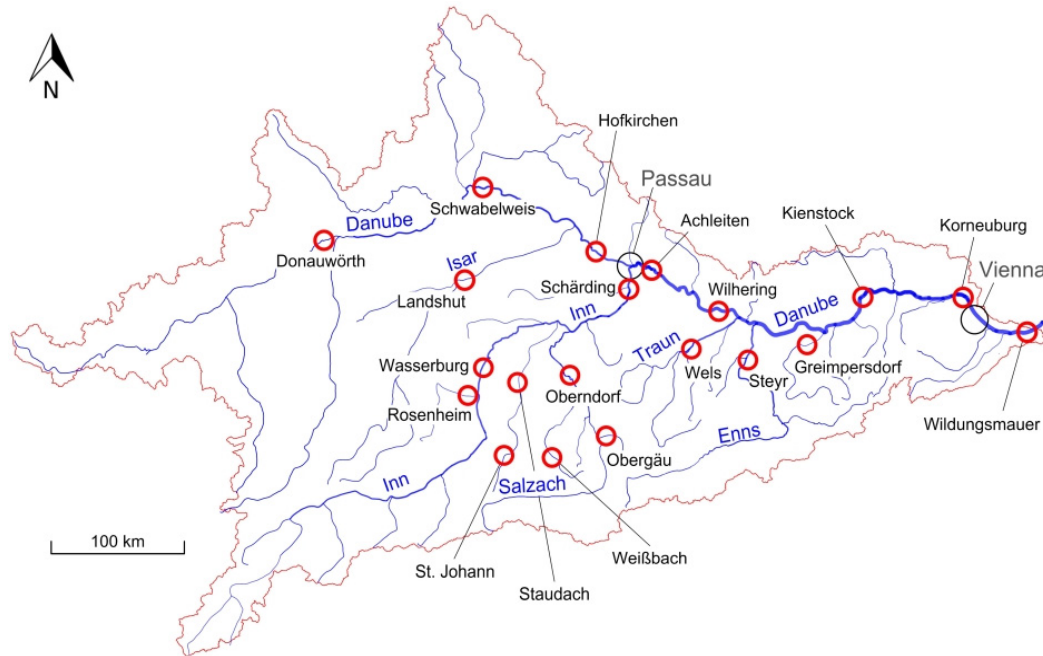 N
Hofkirchen
Passau
Schwabelweis
Achleiten
Kienstock
Korneuburg
Danube
Vienna
Donauwörth
Isar
Landshut
Schärding
Wilhering
Danube
Inn
Traun
Wasserburg
Wels
Steyr
Greimpersdorf
Rosenheim
Oberndorf
Wildungsmauer
Enns
Obergäu
Inn
Salzach
100 km
St. Johann
Weißbach
Staudach